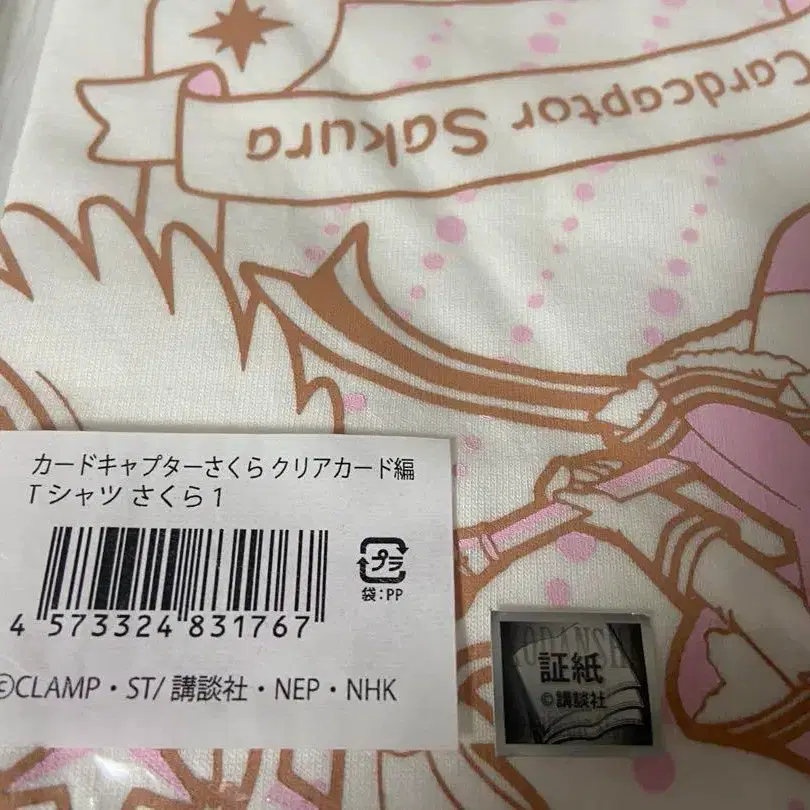 Cardcaptor Sakura
カードキャプターさくら クリアカード編
Tシャツ さくら1
プラ
袋:PP
4 573324 831767
©CLAMP・ST/講談社・NEP・NHK
KODANSHA
証紙
©講談社